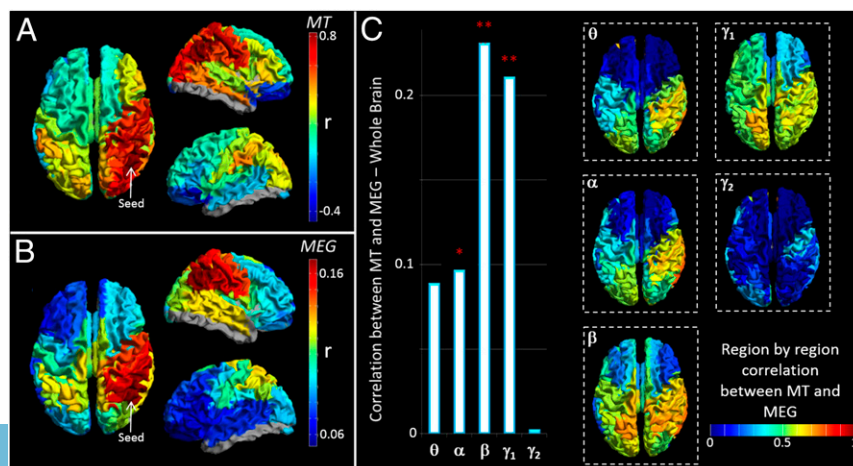 A
MT
0.8
r
-0.4
Seed
B
MEG
0.16
r
0.06
Seed
C
Correlation between MT and MEG – Whole Brain
0.2
0.1
0
**
**
*
θ
α
β
γ1
γ2
θ
γ1
α
γ2
β
Region by region
correlation
between MT and
MEG
0
0.5